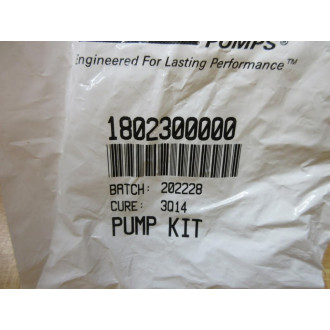 PUMPS®
Engineered For Lasting Performance™
1802300000
BATCH: 202228
CURE: 3Q14
PUMP KIT